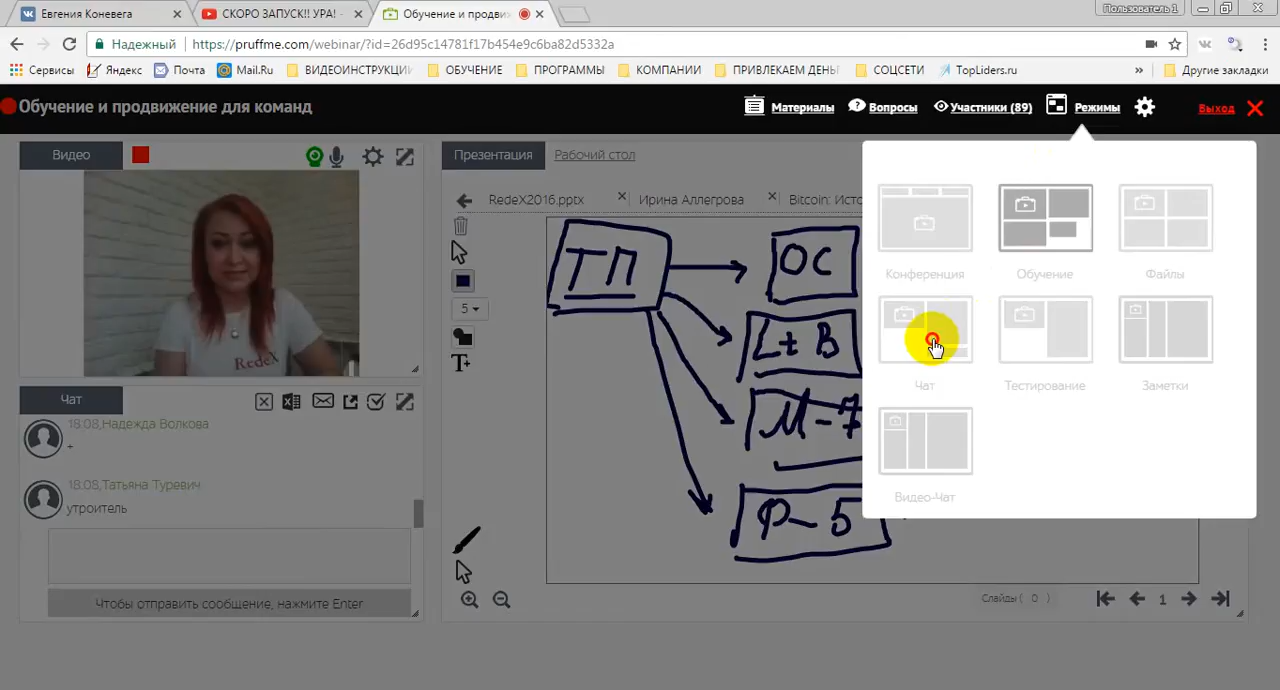 Евгения Коневега
СКОРО ЗАПУСК!! УРА! -
Обучение и продви
Пользователь 1
Надежный
https://pruffme.com/webinar/?id=26d95c14781f17b454e9c6ba82d5332a
Сервисы
Яндекс
Почта
Mail.Ru
ВИДЕОИНСТРУКЦИ
ОБУЧЕНИЕ
ПРОГРАММЫ
КОМПАНИИ
ПРИВЛЕКАЕМ ДЕНЬ
СОЦСЕТИ
TopLiders.ru
»
Другие закладки
Обучение и продвижение для команд
Материалы
Вопросы
Участники (89)
Режимы
Выход
Видео
Презентация
Рабочий стол
RedeX2016.pptx
Ирина Аллегрова
Bitcoin: Исто
Конференция
Обучение
Файлы
Чат
Тестирование
Заметки
Видео-Чат
RedeX
ТП
ОС
L+B
М-7
Р-5
5
T+
Чат
18:08,Надежда Волкова
+
18:08,Татьяна Туревич
утроитель
Чтобы отправить сообщение, нажмите Enter
Слайды ( 0 )
1